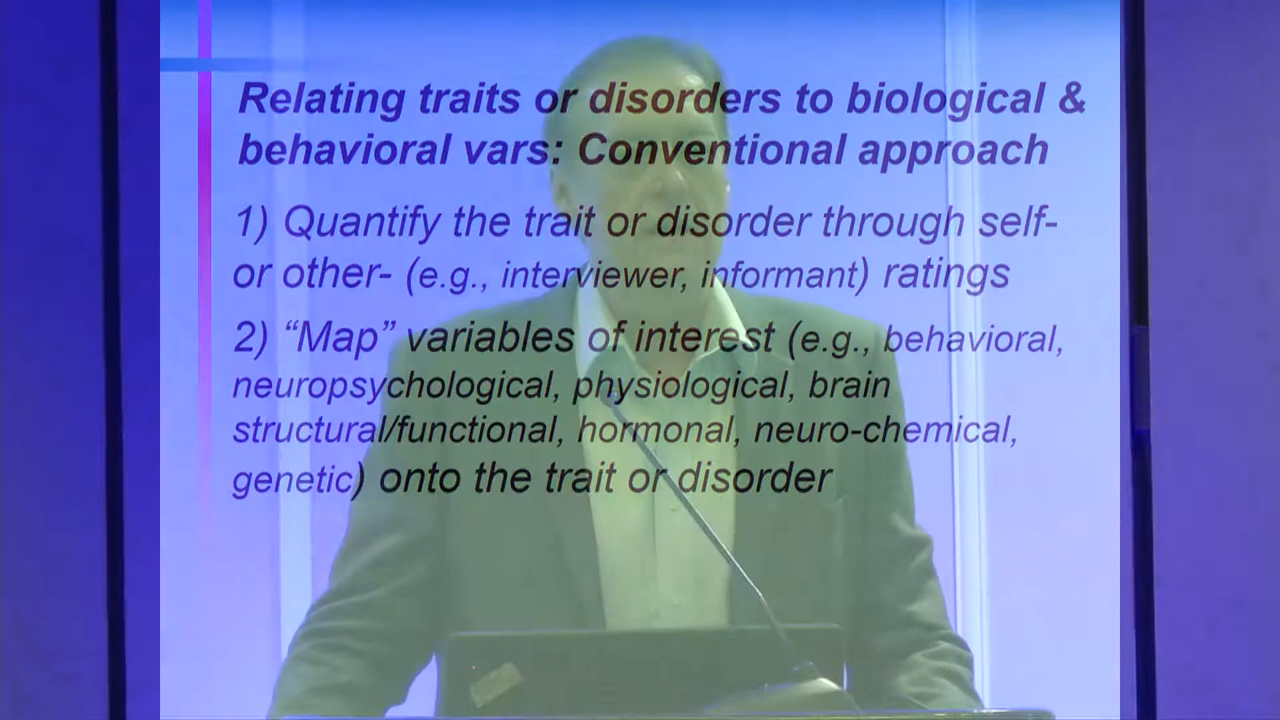 Relating traits or disorders to biological &
behavioral vars: Conventional approach
1) Quantify the trait or disorder through self-
or other- (e.g., interviewer, informant) ratings
2) “Map” variables of interest (e.g., behavioral,
neuropsychological, physiological, brain
structural/functional, hormonal, neuro-chemical,
genetic) onto the trait or disorder